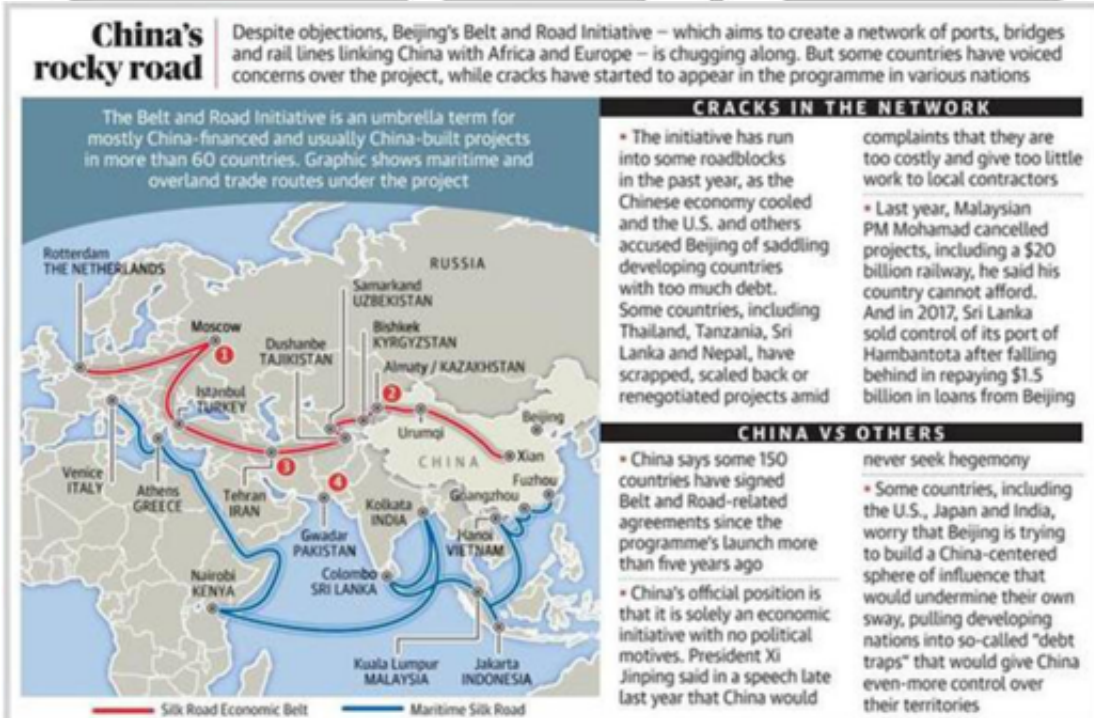 China's
rocky road
Despite objections, Beijing's Belt and Road Initiative – which aims to create a network of ports, bridges
and rail lines linking China with Africa and Europe – is chugging along. But some countries have voiced
concerns over the project, while cracks have started to appear in the programme in various nations
The Belt and Road Initiative is an umbrella term for
mostly China-financed and usually China-built projects
in more than 60 countries. Graphic shows maritime and
overland trade routes under the project
Rotterdam
THE NETHERLANDS
RUSSIA
Samarkand
UZBEKISTAN
Moscow
1
Dushanbe
TAJIKISTAN
Bishkek
KYRGYZSTAN
Almaty / KAZAKHSTAN
2
Istanbul
TURKEY
Urumqi
Beijing
Xian
CHINA
3
4
Venice
ITALY
Athens
GREECE
Tehran
IRAN
Gwadar
PAKISTAN
Kolkata
INDIA
Guangzhou
Fuzhou
Hanoi
VIETNAM
Nairobi
KENYA
Colombo
SRI LANKA
Kuala Lumpur
MALAYSIA
Jakarta
INDONESIA
Silk Road Economic Belt
Maritime Silk Road
CRACKS IN THE NETWORK
• The initiative has run
into some roadblocks
in the past year, as the
Chinese economy cooled
and the U.S. and others
accused Beijing of saddling
developing countries
with too much debt.
Some countries, including
Thailand, Tanzania, Sri
Lanka and Nepal, have
scrapped, scaled back or
renegotiated projects amid
complaints that they are
too costly and give too little
work to local contractors
• Last year, Malaysian
PM Mohamad cancelled
projects, including a $20
billion railway, he said his
country cannot afford.
And in 2017, Sri Lanka
sold control of its port of
Hambantota after falling
behind in repaying $1.5
billion in loans from Beijing
CHINA VS OTHERS
• China says some 150
countries have signed
Belt and Road-related
agreements since the
programme's launch more
than five years ago
• China's official position is
that it is solely an economic
initiative with no political
motives. President Xi
Jinping said in a speech late
last year that China would
never seek hegemony
• Some countries, including
the U.S., Japan and India,
worry that Beijing is trying
to build a China-centered
sphere of influence that
would undermine their own
sway, pulling developing
nations into so-called "debt
traps" that would give China
even-more control over
their territories